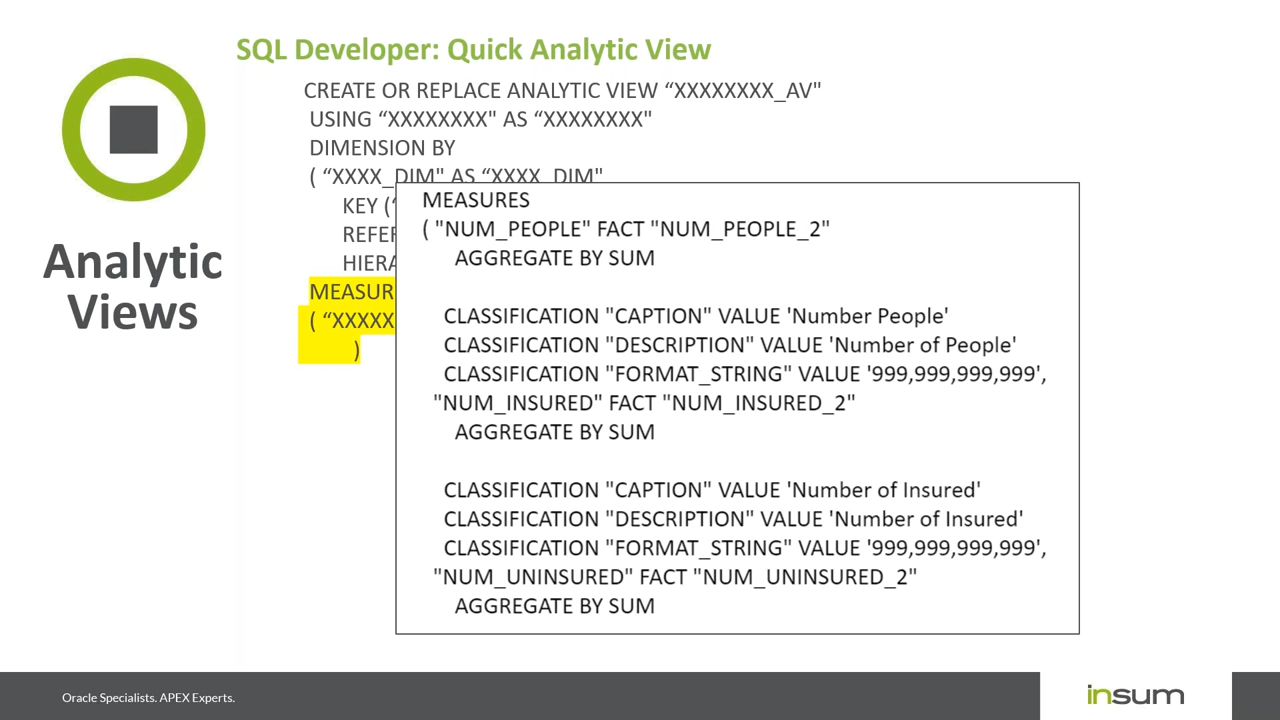 SQL Developer: Quick Analytic View
CREATE OR REPLACE ANALYTIC VIEW “XXXXXXXX_AV"
USING “XXXXXXXX" AS “XXXXXXXX"
DIMENSION BY
( “XXXX_DIM" AS “XXXX_DIM"
KEY (“
REFER
HIERA
MEASUR
( “XXXXX
)
MEASURES
( "NUM_PEOPLE" FACT "NUM_PEOPLE_2"
AGGREGATE BY SUM
CLASSIFICATION "CAPTION" VALUE 'Number People'
CLASSIFICATION "DESCRIPTION" VALUE 'Number of People'
CLASSIFICATION "FORMAT_STRING" VALUE '999,999,999,999',
"NUM_INSURED" FACT "NUM_INSURED_2"
AGGREGATE BY SUM
CLASSIFICATION "CAPTION" VALUE 'Number of Insured'
CLASSIFICATION "DESCRIPTION" VALUE 'Number of Insured'
CLASSIFICATION "FORMAT_STRING" VALUE '999,999,999,999',
"NUM_UNINSURED" FACT "NUM_UNINSURED_2"
AGGREGATE BY SUM
Analytic
Views
Oracle Specialists. APEX Experts.
insum